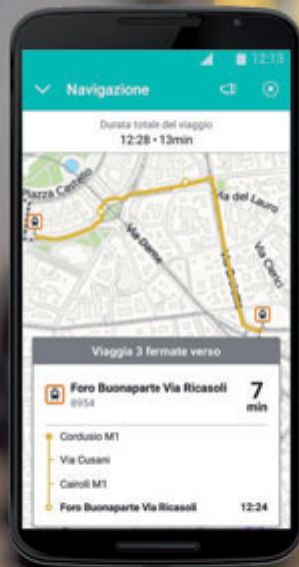 12:13
Navigazione
Durata totale del viaggio
12:28 • 13min
Piazza Castello
Via del Lauro
Via Dante
Via Clerici
Viaggia 3 fermate verso
Foro Buonaparte Via Ricasoli
7
8954
min
Cordusio M1
Via Cusani
Cairoli M1
Foro Buonaparte Via Ricasoli
12:24